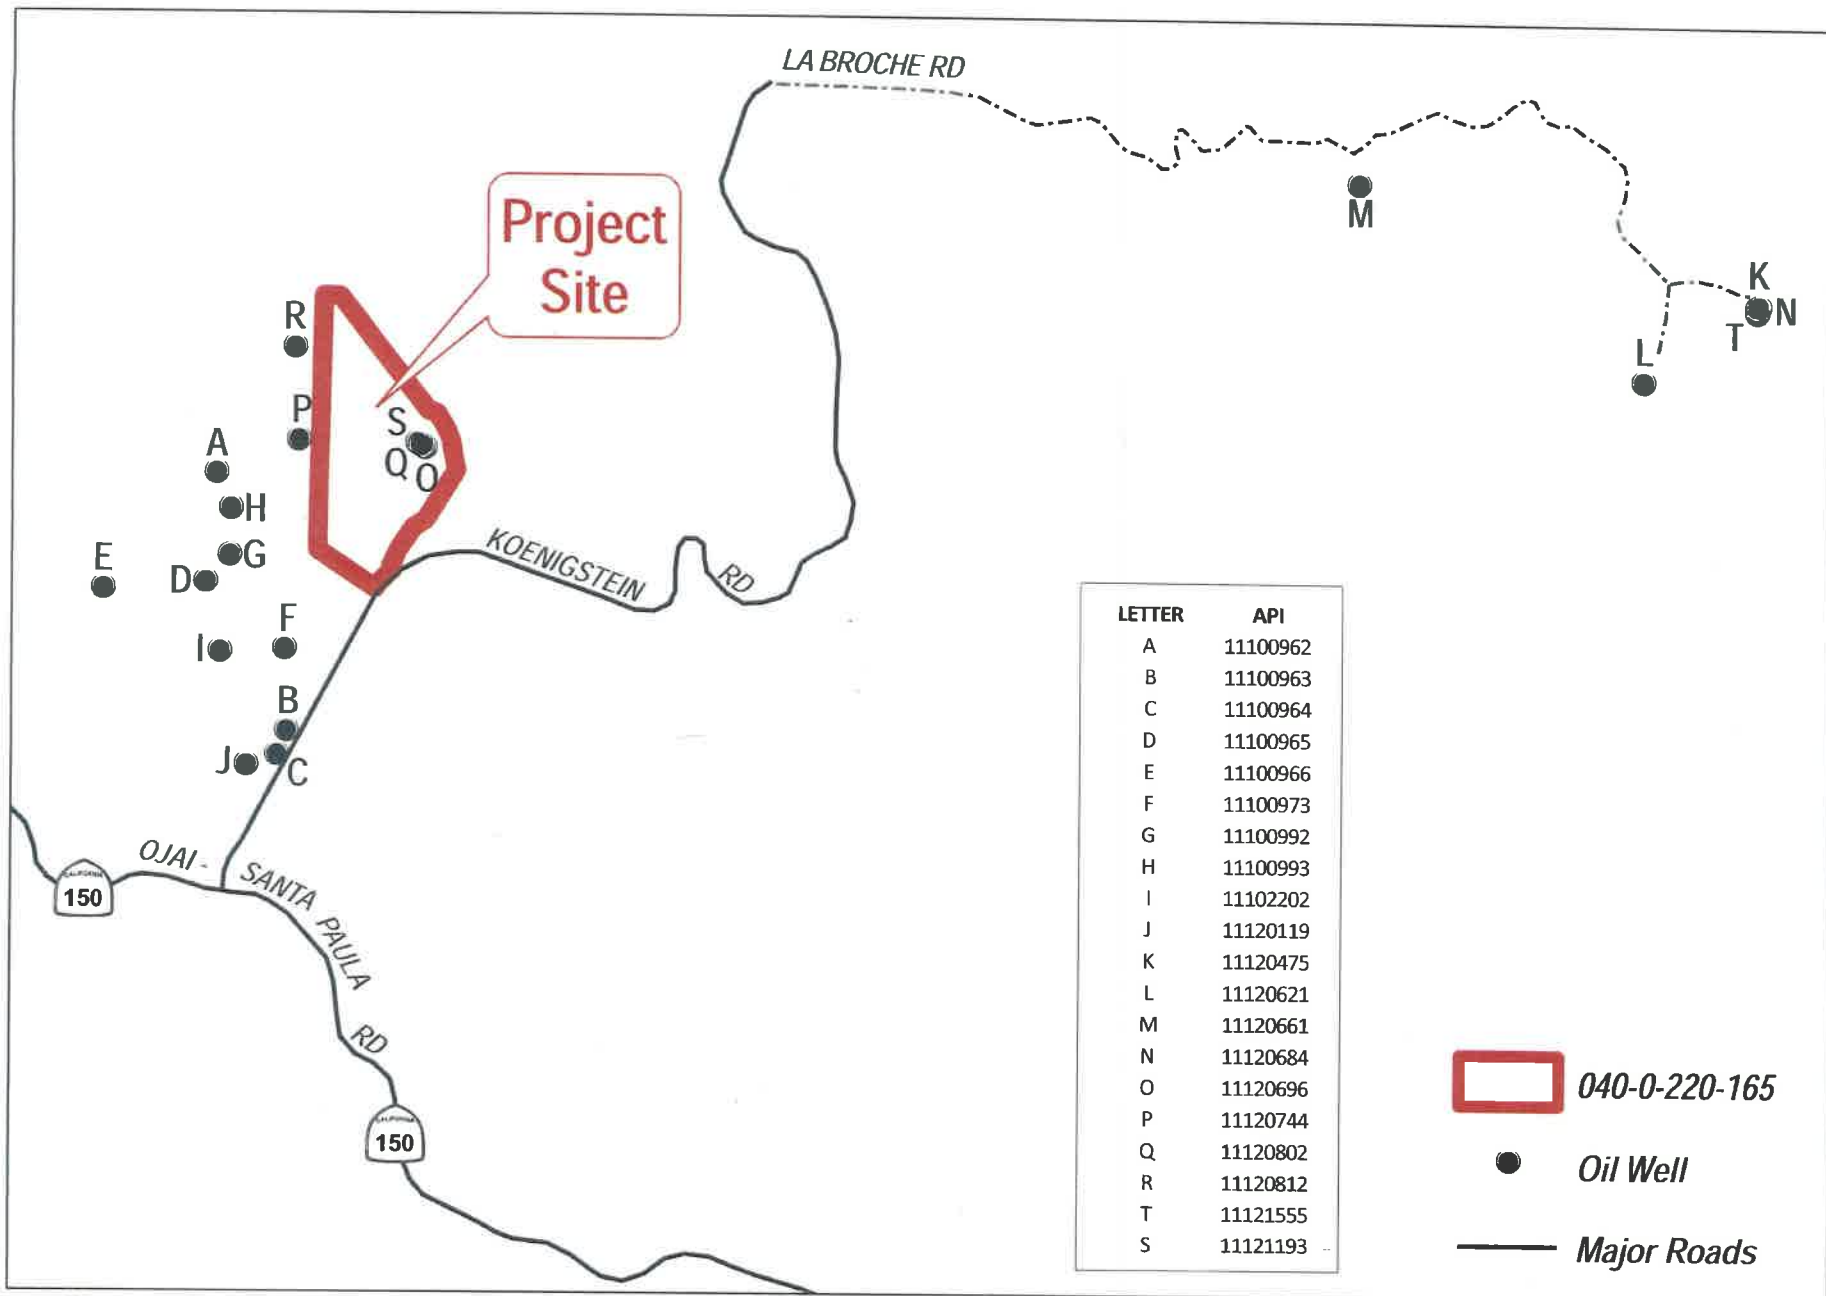 LA BROCHE RD
Project
Site
M
K
N
T
L
R
P
A
S
Q
O
H
G
E
D
F
I
B
J
C
KOENIGSTEIN
RD
OJAI -
SANTA
PAULA
RD
CALIFORNIA
150
CALIFORNIA
150
LETTER API
A 11100962
B 11100963
C 11100964
D 11100965
E 11100966
F 11100973
G 11100992
H 11100993
I 11102202
J 11120119
K 11120475
L 11120621
M 11120661
N 11120684
O 11120696
P 11120744
Q 11120802
R 11120812
T 11121555
S 11121193
040-0-220-165
Oil Well
Major Roads